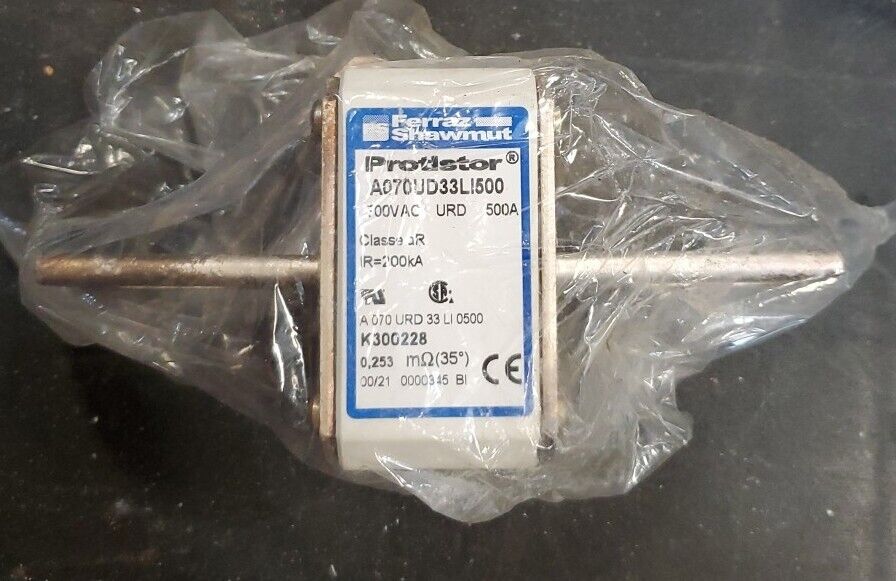 Ferraz
Shawmut
Protistor®
A070UD33LI500
700VAC URD 500A
Classe aR
IR=200kA
A 070 URD 33 LI 0500
K300228
0,253 mΩ(35°)
00/21 0000345 BI CE